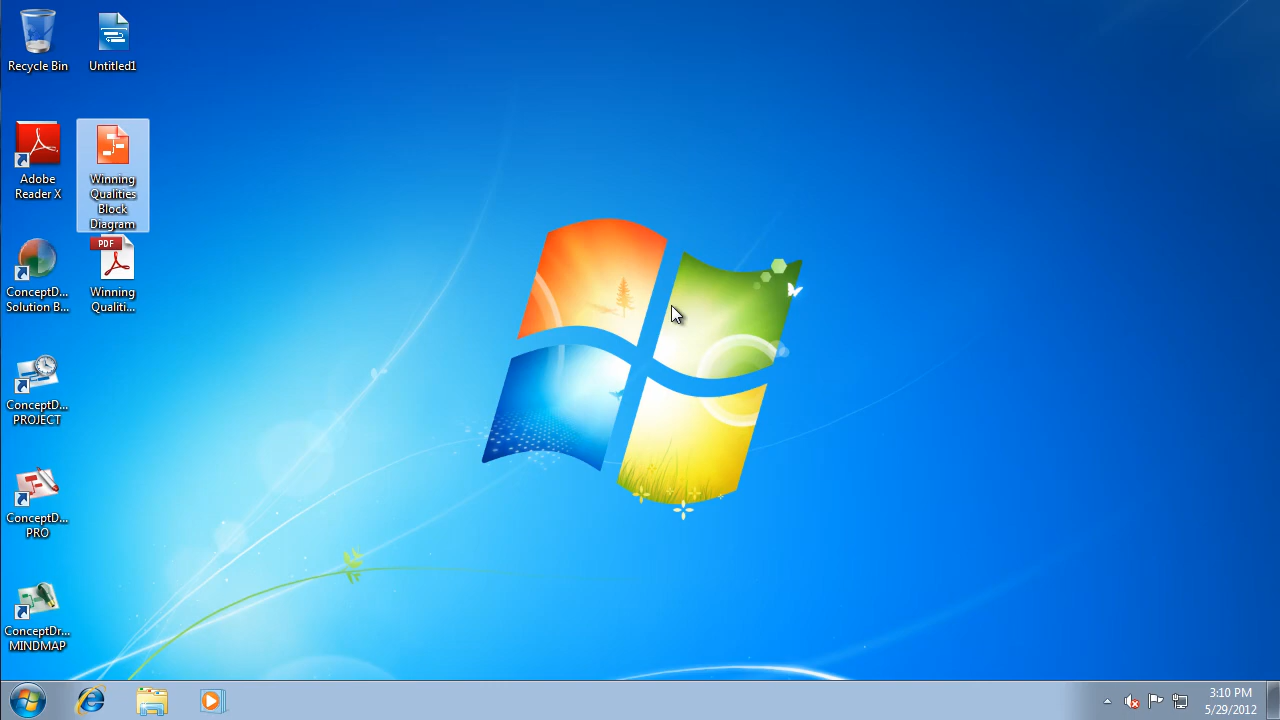 Recycle Bin
Untitled1
Adobe
Reader X
Winning
Qualities
Block
Diagram
PDF
ConceptD...
Solution B...
Winning
Qualiti...
ConceptD...
PROJECT
ConceptD...
PRO
ConceptDr...
MINDMAP
3:10 PM
5/29/2012